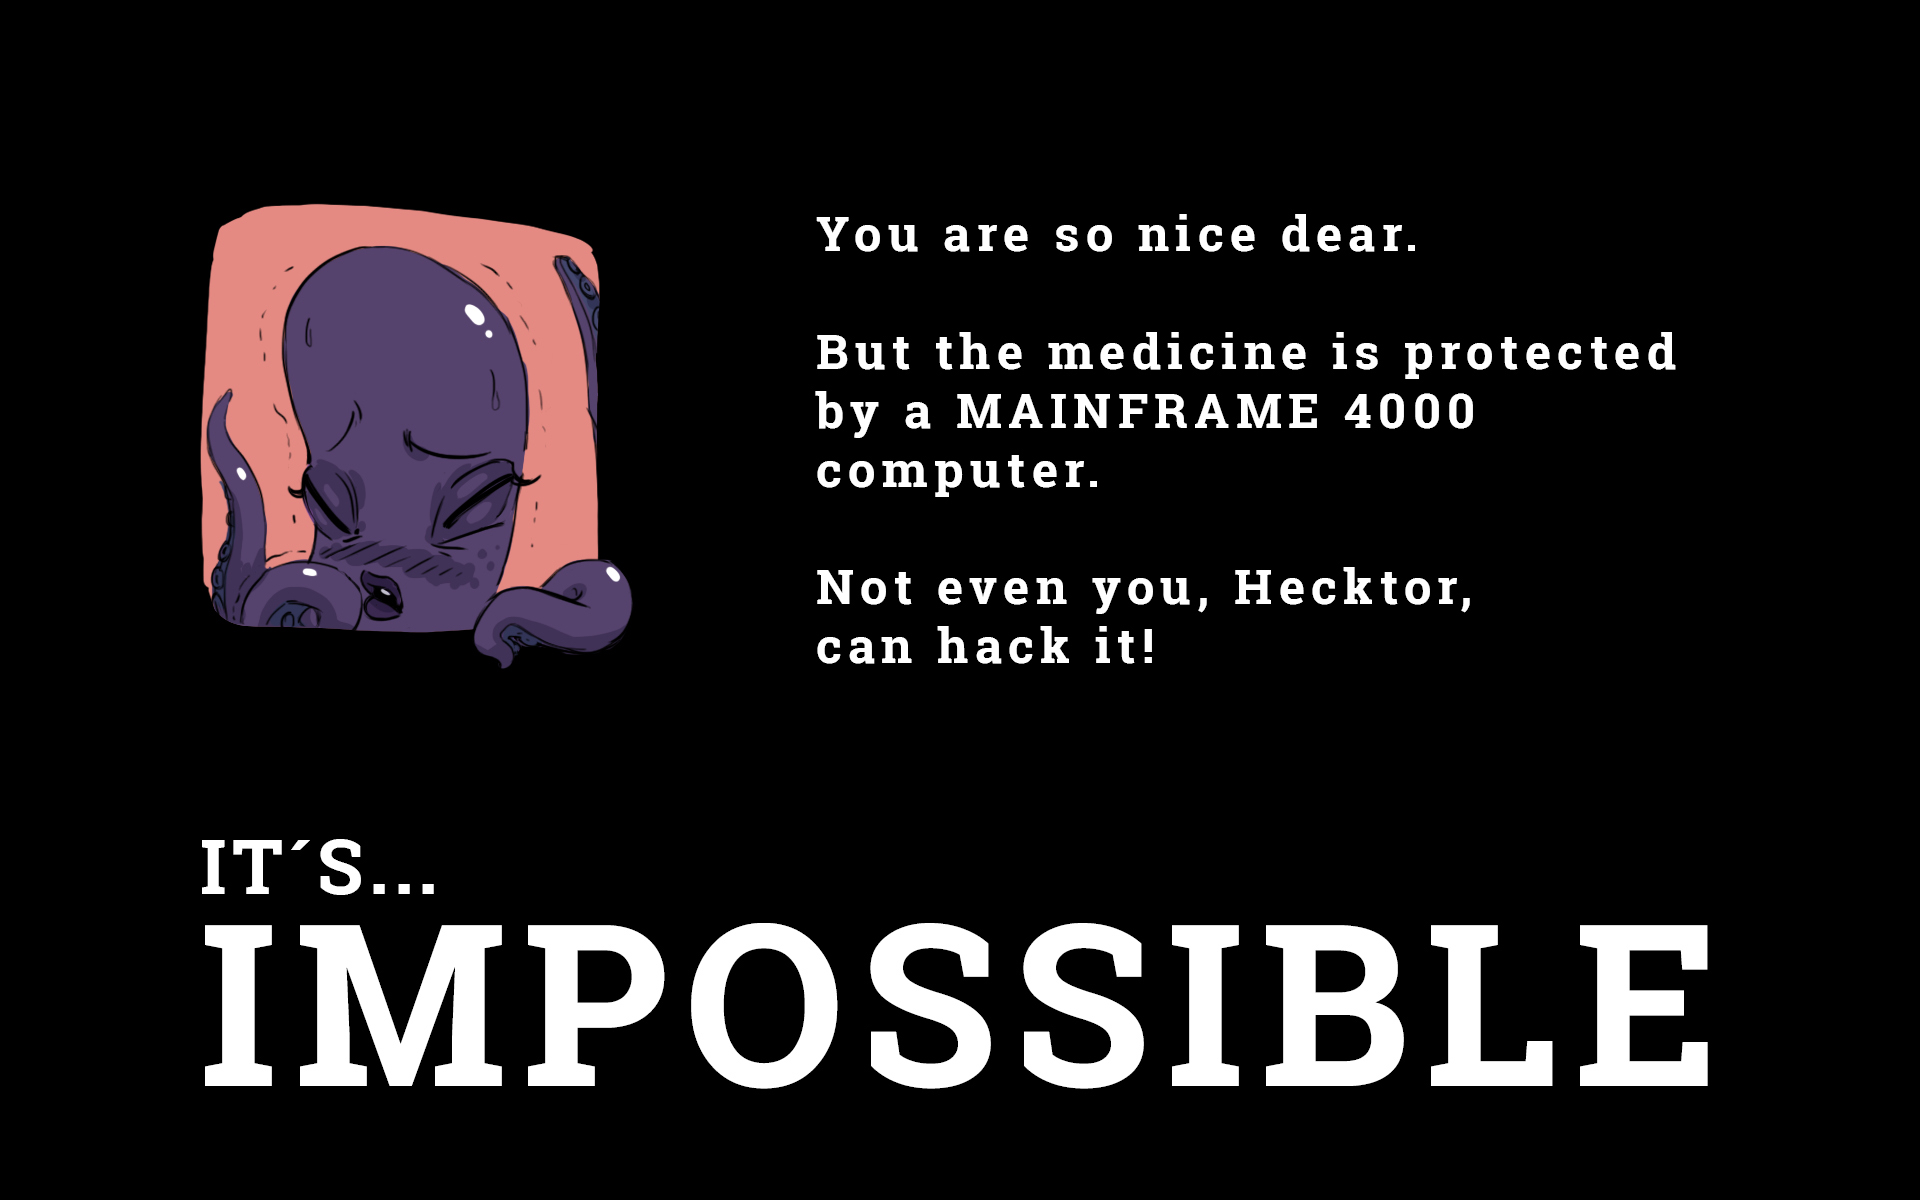 You are so nice dear.
But the medicine is protected
by a MAINFRAME 4000
computer.
Not even you, Hecktor,
can hack it!
IT´S...
IMPOSSIBLE